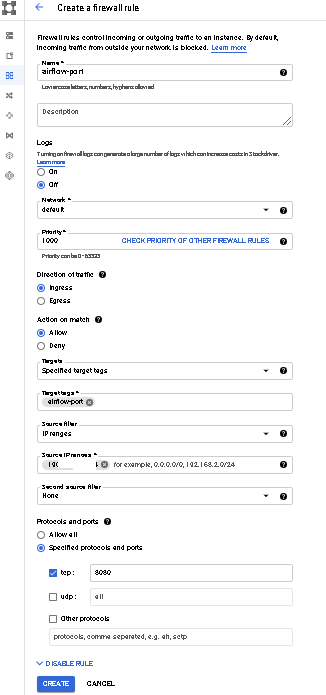 Create a firewall rule
Firewall rules control incoming or outgoing traffic to an instance. By default,
incoming traffic from outside your network is blocked. Learn more
Name *
airflow-port
Lowercase letters, numbers, hyphens allowed
Description
Logs
Turning on firewall logs can generate a large number of logs which can increase costs in Stackdriver.
Learn more
On
Off
Network *
default
Priority *
1000 CHECK PRIORITY OF OTHER FIREWALL RULES
Priority can be 0 - 65535
Direction of traffic
Ingress
Egress
Action on match
Allow
Deny
Targets
Specified target tags
Target tags *
airflow-port
Source filter
IP ranges
Source IP ranges *
for example, 0.0.0.0/0, 192.168.2.0/24
Second source filter
None
Protocols and ports
Allow all
Specified protocols and ports
tcp : 8080
udp : all
Other protocols
protocols, comma separated, e.g. ah, sctp
DISABLE RULE
CREATE CANCEL